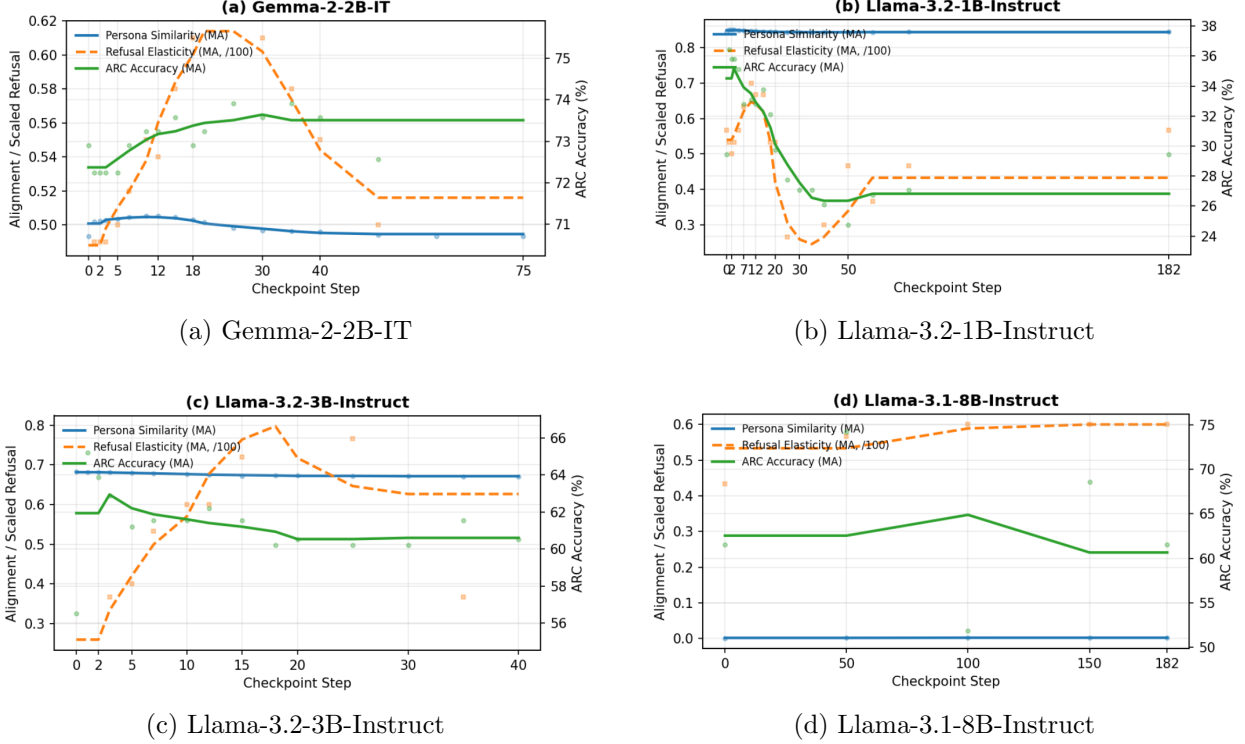 (a) Gemma-2-2B-IT
Persona Similarity (MA)
Refusal Elasticity (MA, /100)
ARC Accuracy (MA)
Alignment / Scaled Refusal
0.62
0.60
0.58
0.56
0.54
0.52
0.50
ARC Accuracy (%)
75
74
73
72
71
0 2 5 12 18 30 40 75
Checkpoint Step
(a) Gemma-2-2B-IT
(b) Llama-3.2-1B-Instruct
Persona Similarity (MA)
Refusal Elasticity (MA, /100)
ARC Accuracy (MA)
Alignment / Scaled Refusal
0.8
0.7
0.6
0.5
0.4
0.3
ARC Accuracy (%)
38
36
34
32
30
28
26
24
0 2 7 12 20 30 50 182
Checkpoint Step
(b) Llama-3.2-1B-Instruct
(c) Llama-3.2-3B-Instruct
Persona Similarity (MA)
Refusal Elasticity (MA, /100)
ARC Accuracy (MA)
Alignment / Scaled Refusal
0.8
0.7
0.6
0.5
0.4
0.3
ARC Accuracy (%)
66
64
62
60
58
56
0 2 5 10 15 20 30 40
Checkpoint Step
(c) Llama-3.2-3B-Instruct
(d) Llama-3.1-8B-Instruct
Persona Similarity (MA)
Refusal Elasticity (MA, /100)
ARC Accuracy (MA)
Alignment / Scaled Refusal
0.6
0.5
0.4
0.3
0.2
0.1
0.0
ARC Accuracy (%)
75
70
65
60
55
50
0 50 100 150 182
Checkpoint Step
(d) Llama-3.1-8B-Instruct